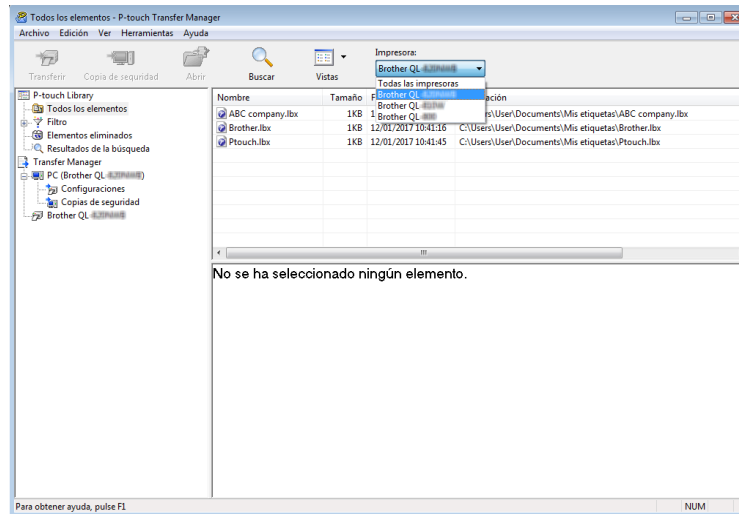 Todos los elementos - P-touch Transfer Manager
Archivo Edición Ver Herramientas Ayuda
Transferir Copia de seguridad Abrir Buscar Vistas
Impresora:
Brother QL
Todas las impresoras
Brother QL
Brother QL
Brother QL
P-touch Library
Todos los elementos
Filtro
Elementos eliminados
Resultados de la búsqueda
Transfer Manager
PC (Brother QL )
Configuraciones
Copias de seguridad
Brother QL
Nombre Tamaño
ABC company.lbx 1KB \Users\User\Documents\Mis etiquetas\ABC company.lbx
Brother.lbx 1KB 12/01/2017 10:41:16 C:\Users\User\Documents\Mis etiquetas\Brother.lbx
Ptouch.lbx 1KB 12/01/2017 10:41:45 C:\Users\User\Documents\Mis etiquetas\Ptouch.lbx
No se ha seleccionado ningún elemento.
Para obtener ayuda, pulse F1 NUM